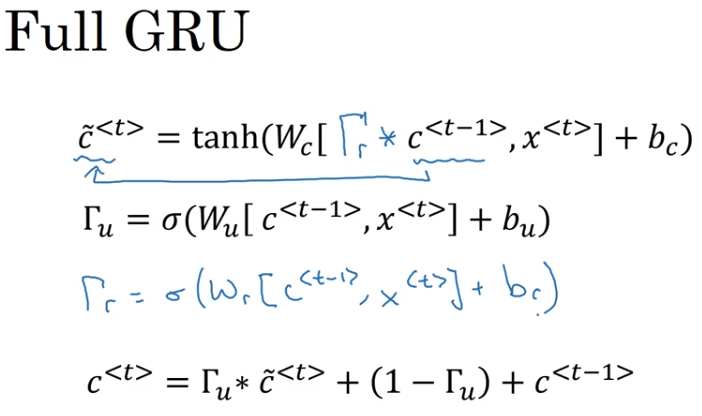 Full GRU
c̃^{<t>} = tanh(W_c[ Γ_r * c^{<t−1>}, x^{<t>}] + b_c)
Γ_u = σ(W_u[ c^{<t−1>}, x^{<t>}] + b_u)
Γ_r = σ(W_r[c^{<t-1>}, x^{<t>}] + b_r)
c^{<t>} = Γ_u * c̃^{<t>} + (1 − Γ_u) + c^{<t−1>}